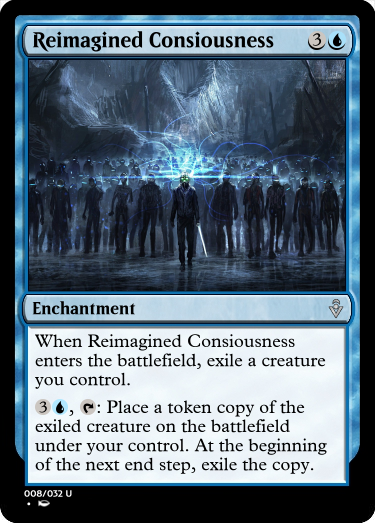 Reimagined Consiousness 3
Enchantment
When Reimagined Consiousness
enters the battlefield, exile a creature
you control.
3, : Place a token copy of the
exiled creature on the battlefield
under your control. At the beginning
of the next end step, exile the copy.
008/032 U
•